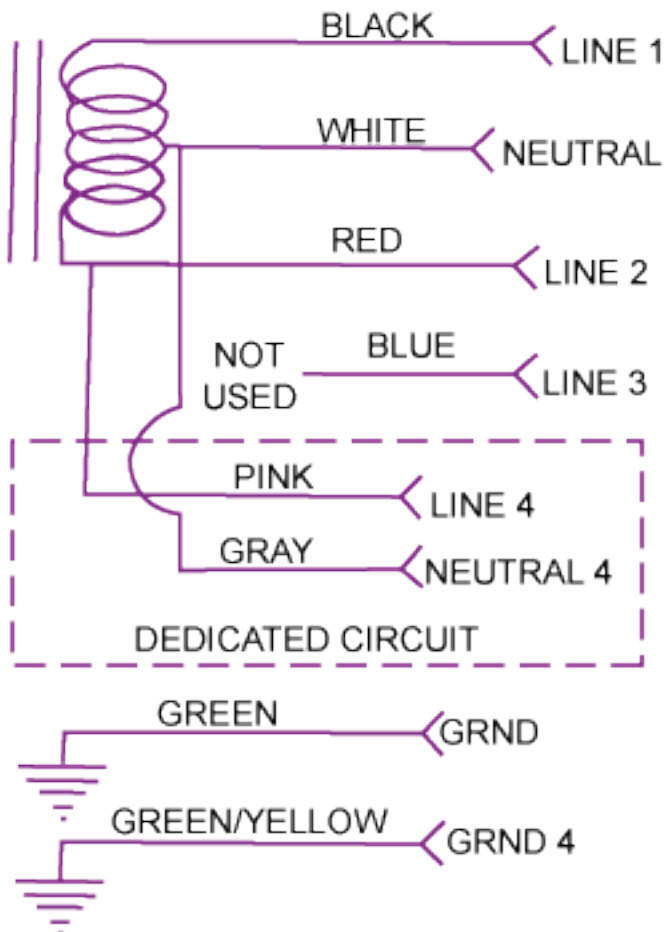 BLACK
LINE 1
WHITE
NEUTRAL
RED
LINE 2
NOT
USED
BLUE
LINE 3
PINK
LINE 4
GRAY
NEUTRAL 4
DEDICATED CIRCUIT
GREEN
GRND
GREEN/YELLOW
GRND 4